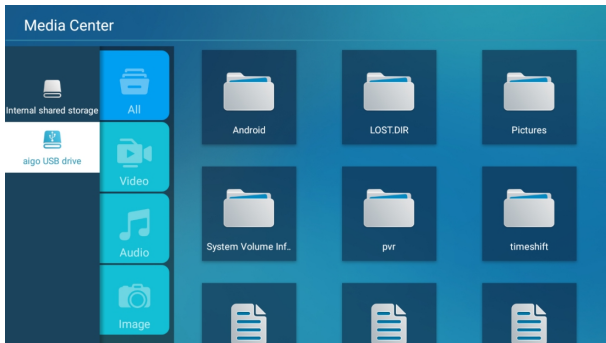 Media Center
Internal shared storage
aigo USB drive
All
Video
Audio
Image
Android
LOST.DIR
Pictures
System Volume Inf..
pvr
timeshift